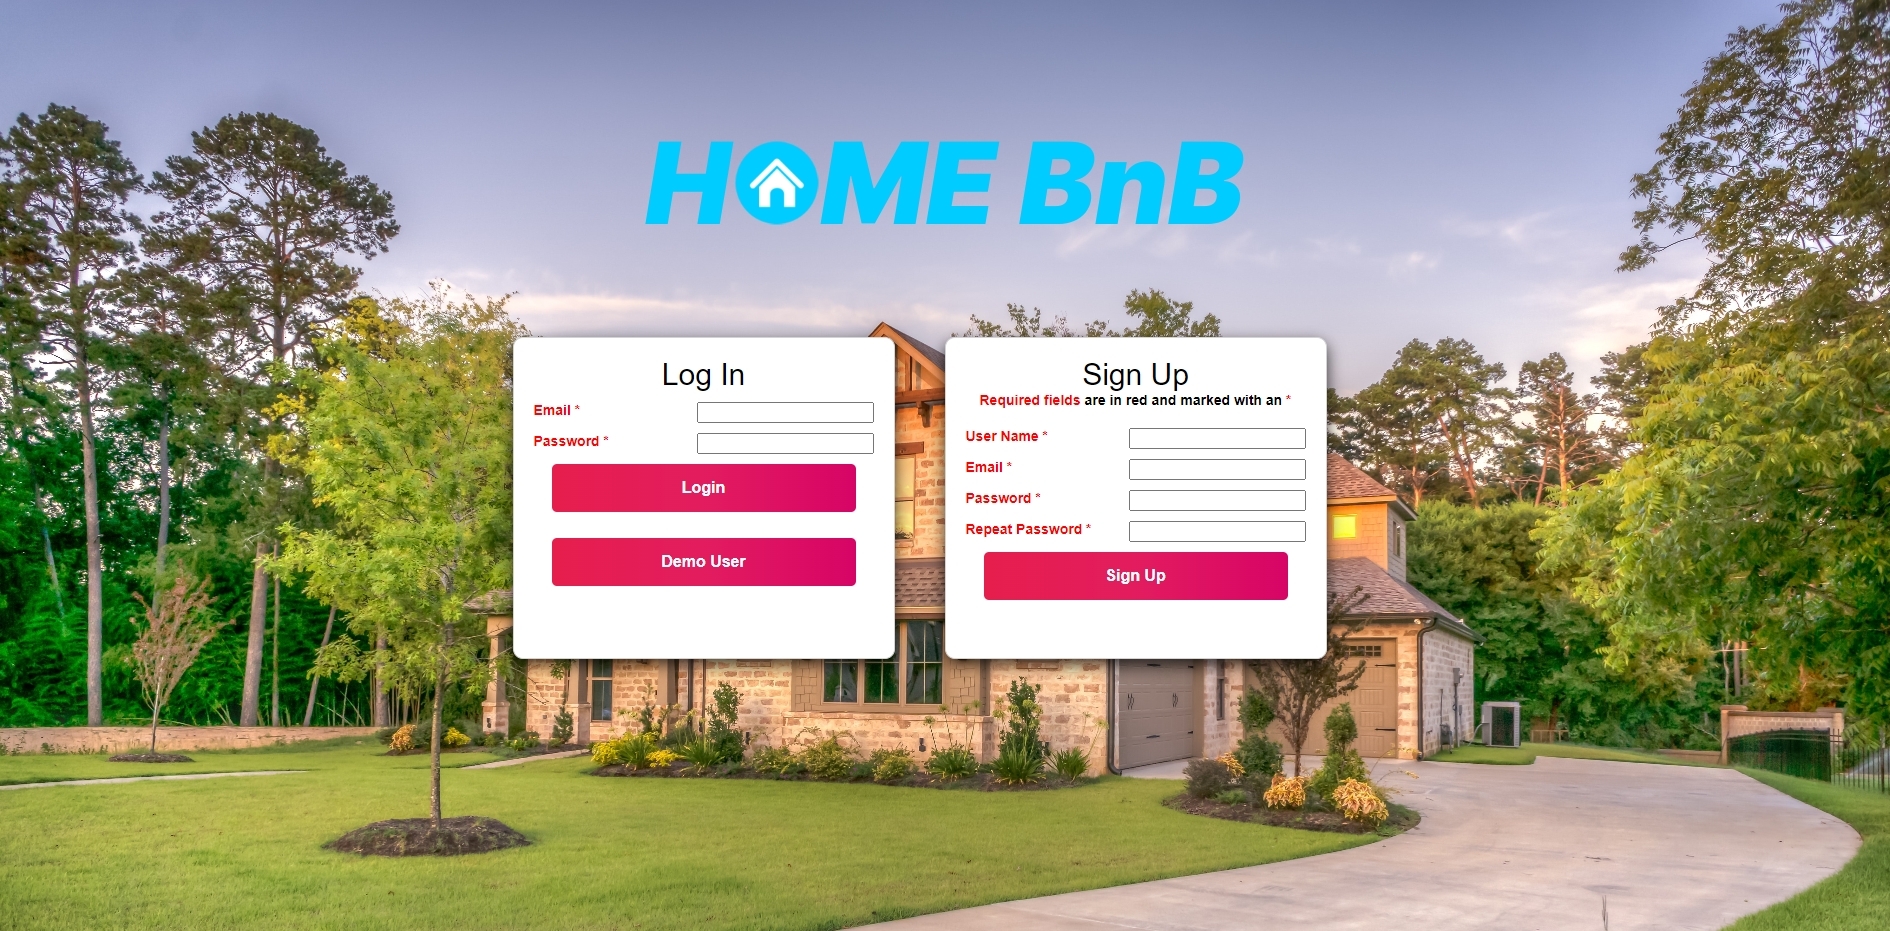 HOME BnB
Log In
Email *
Password *
Login
Demo User
Sign Up
Required fields are in red and marked with an *
User Name *
Email *
Password *
Repeat Password *
Sign Up